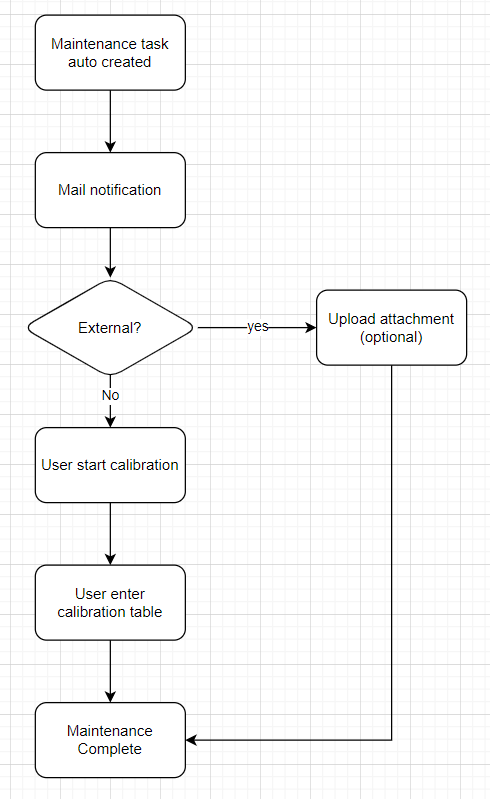 Maintenance task
auto created
Mail notification
External?
yes
Upload attachment
(optional)
No
User start calibration
User enter
calibration table
Maintenance
Complete